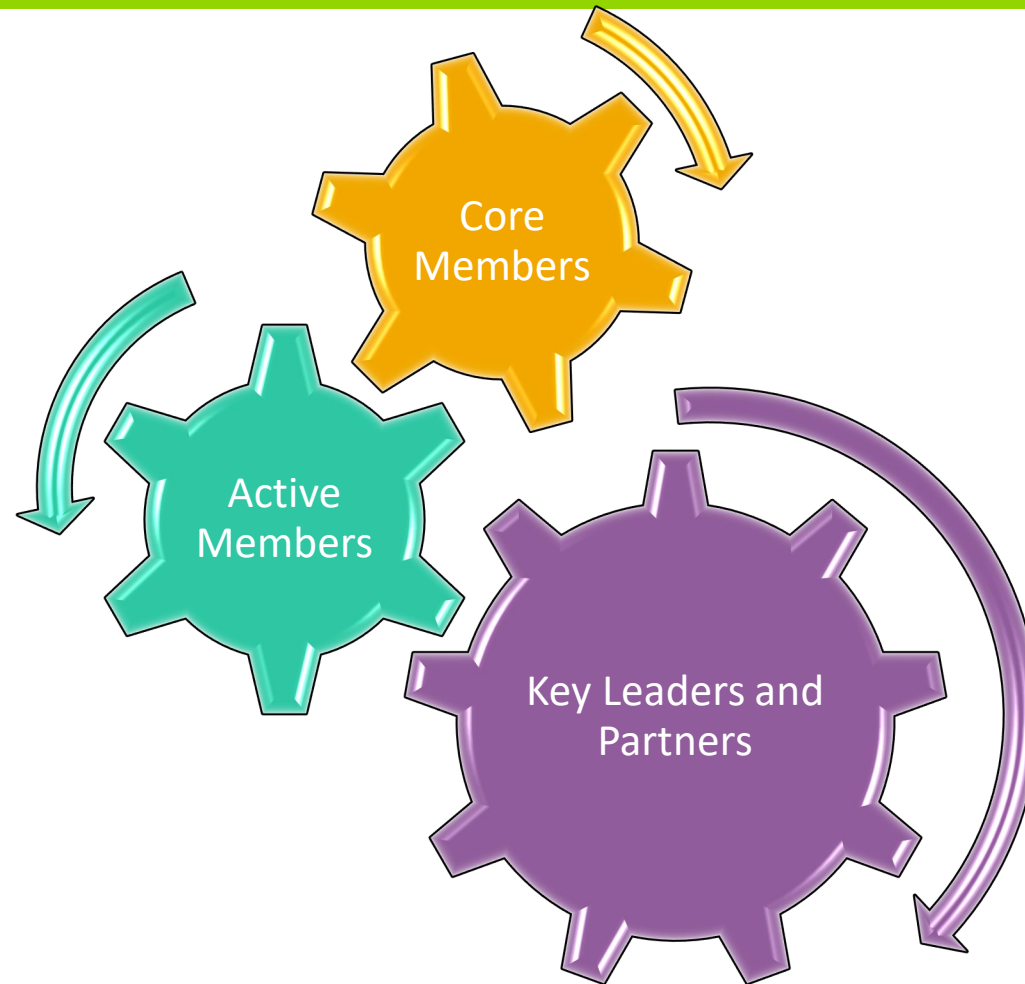 Core
Members
Active
Members
Key Leaders and
Partners